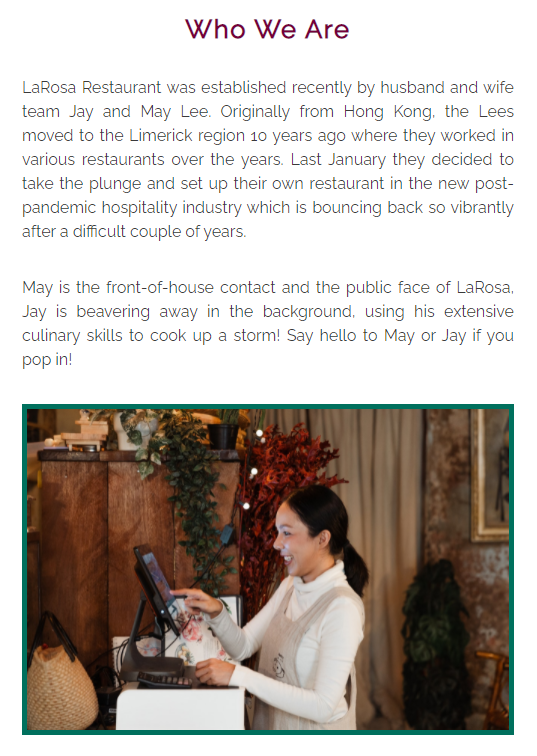 Who We Are
LaRosa Restaurant was established recently by husband and wife
team Jay and May Lee. Originally from Hong Kong, the Lees
moved to the Limerick region 10 years ago where they worked in
various restaurants over the years. Last January they decided to
take the plunge and set up their own restaurant in the new post-
pandemic hospitality industry which is bouncing back so vibrantly
after a difficult couple of years.
May is the front-of-house contact and the public face of LaRosa,
Jay is beavering away in the background, using his extensive
culinary skills to cook up a storm! Say hello to May or Jay if you
pop in!